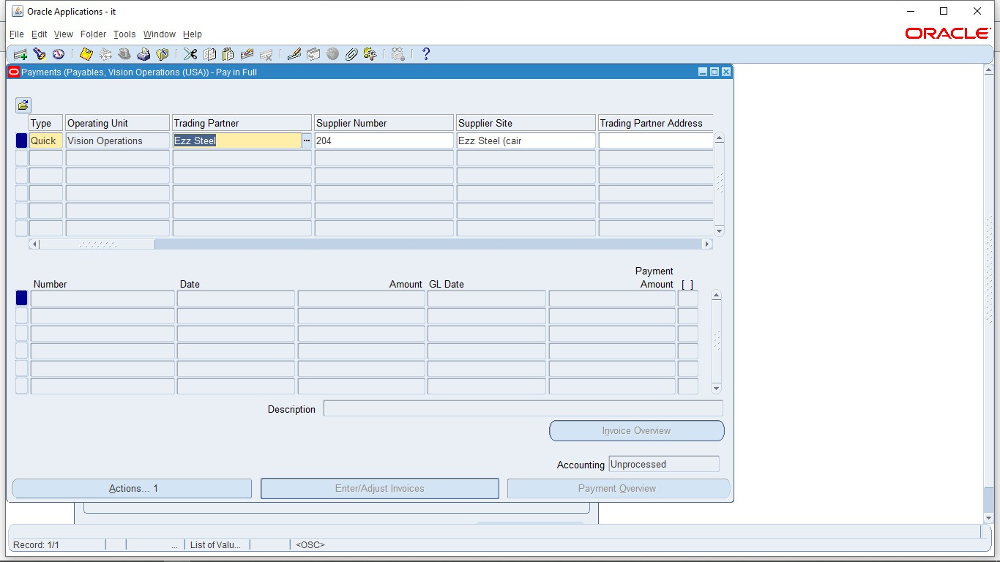 Oracle Applications - it
File Edit View Folder Tools Window Help
ORACLE
Payments (Payables, Vision Operations (USA)) - Pay in Full
Type Operating Unit Trading Partner Supplier Number Supplier Site Trading Partner Address
Quick Vision Operations Ezz Steel ... 204 Ezz Steel (cair
Payment
Number Date Amount GL Date Amount [ ]
Description
Invoice Overview
Accounting Unprocessed
Actions... 1 Enter/Adjust Invoices Payment Overview
Record: 1/1 ... List of Valu... <OSC>